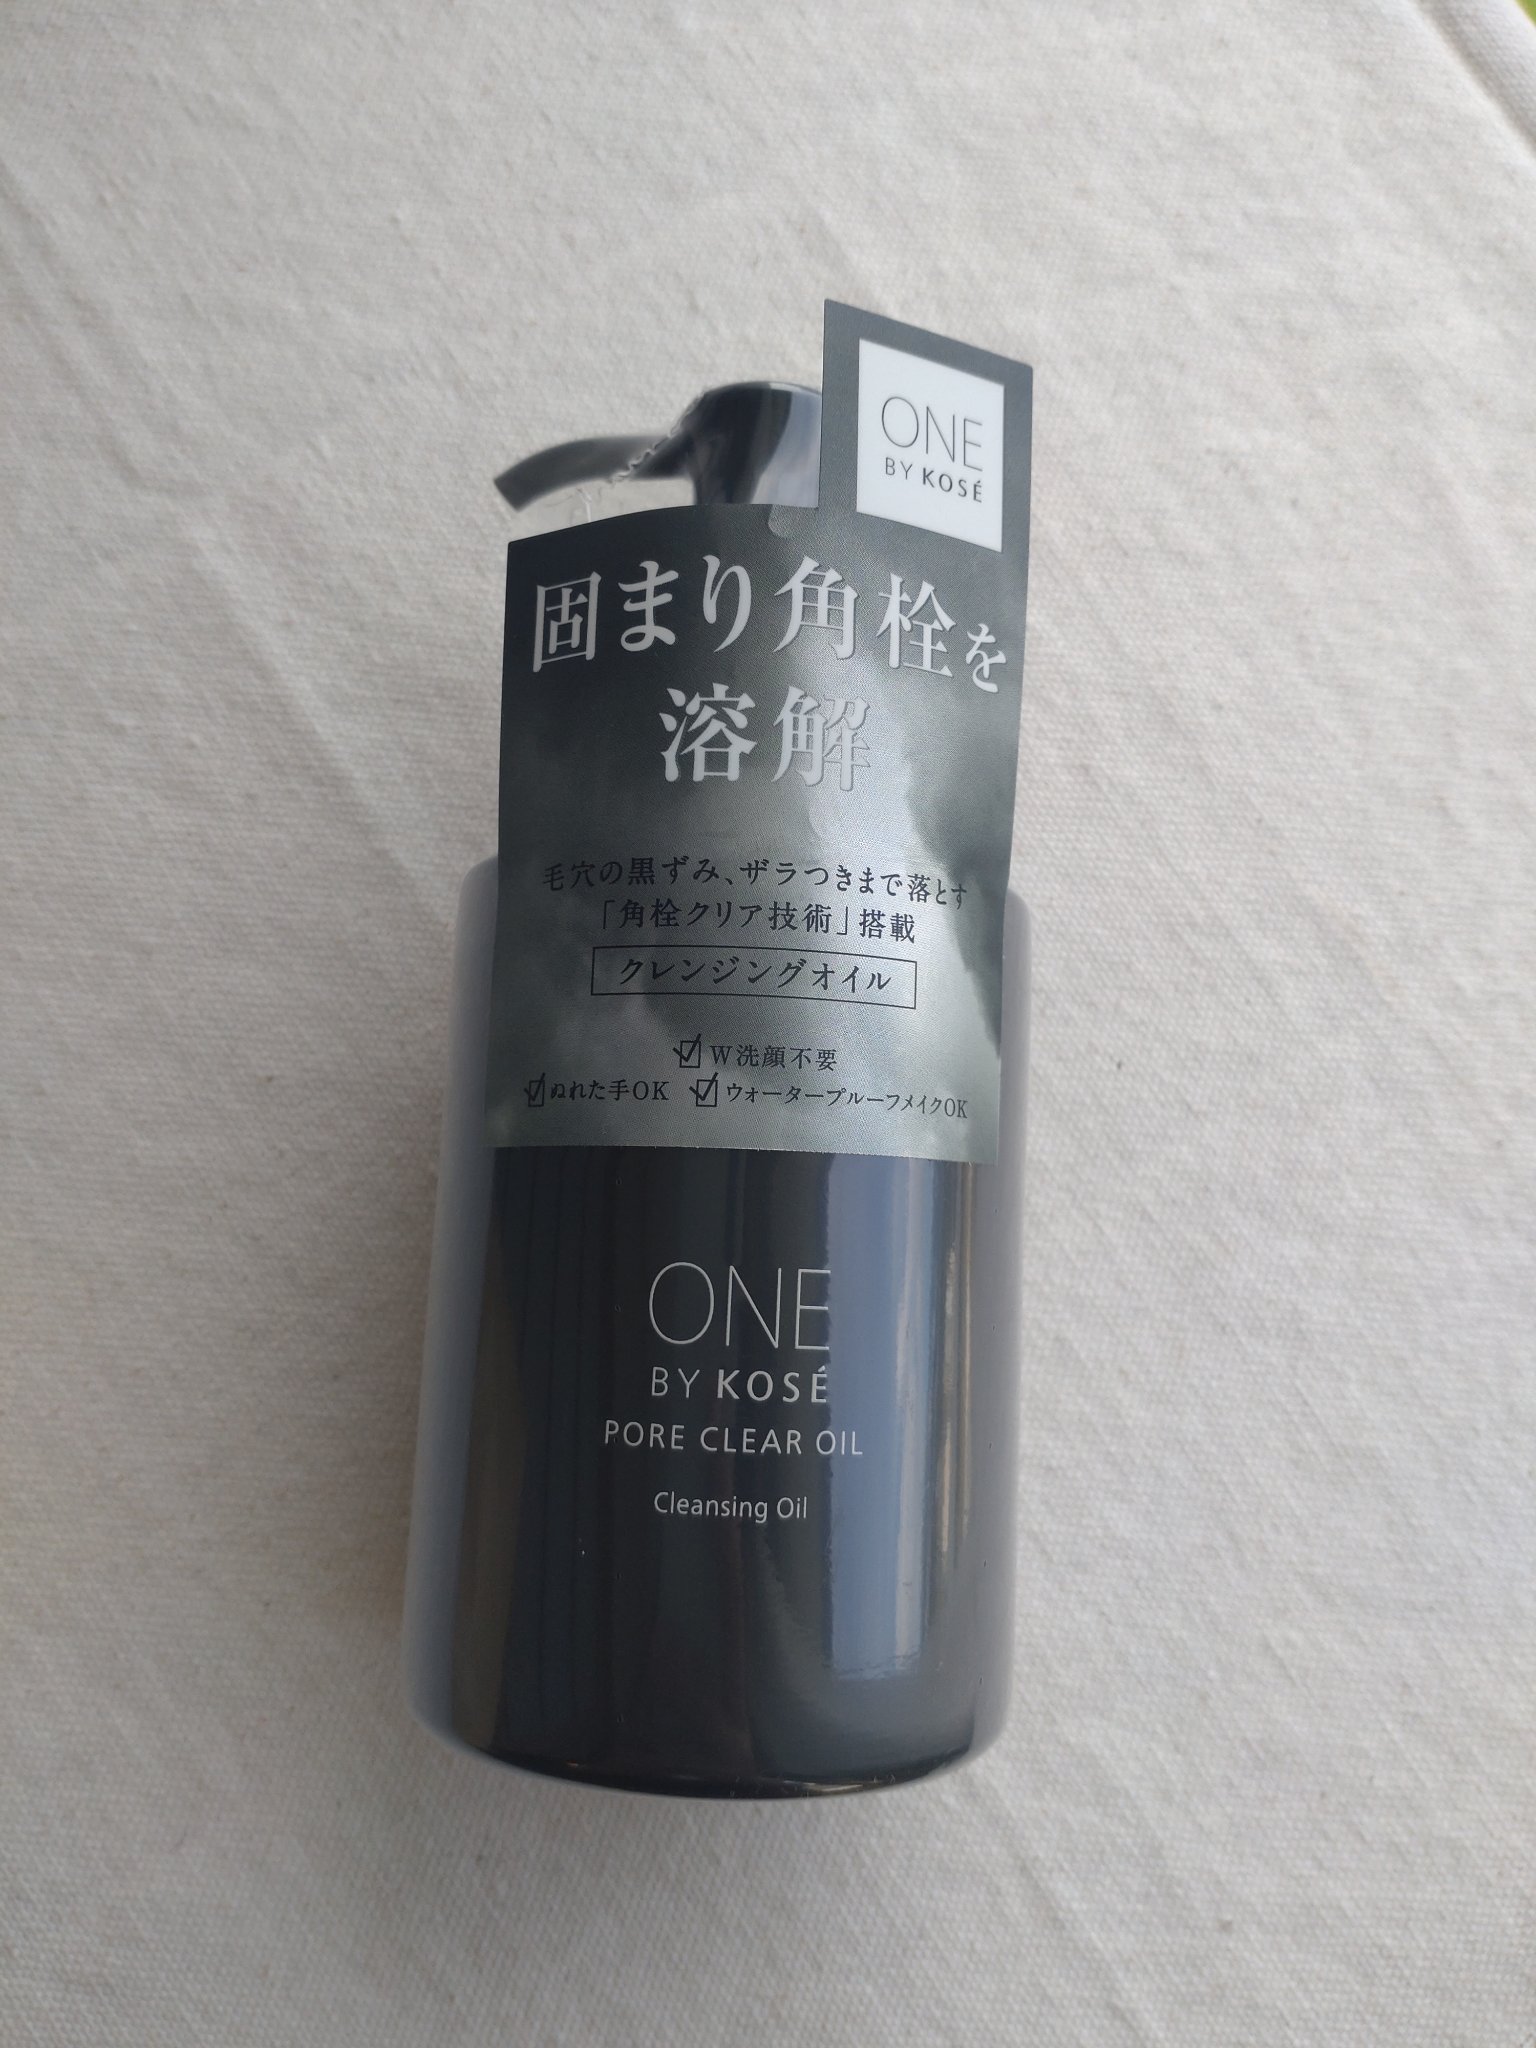 ONE
BY KOSÉ
固まり角栓を
溶解
毛穴の黒ずみ、ザラつきまで落とす
「角栓クリア技術」搭載
クレンジングオイル
W洗顔不要
ぬれた手OK ウォータープルーフメイクOK
ONE
BY KOSÉ
PORE CLEAR OIL
Cleansing Oil